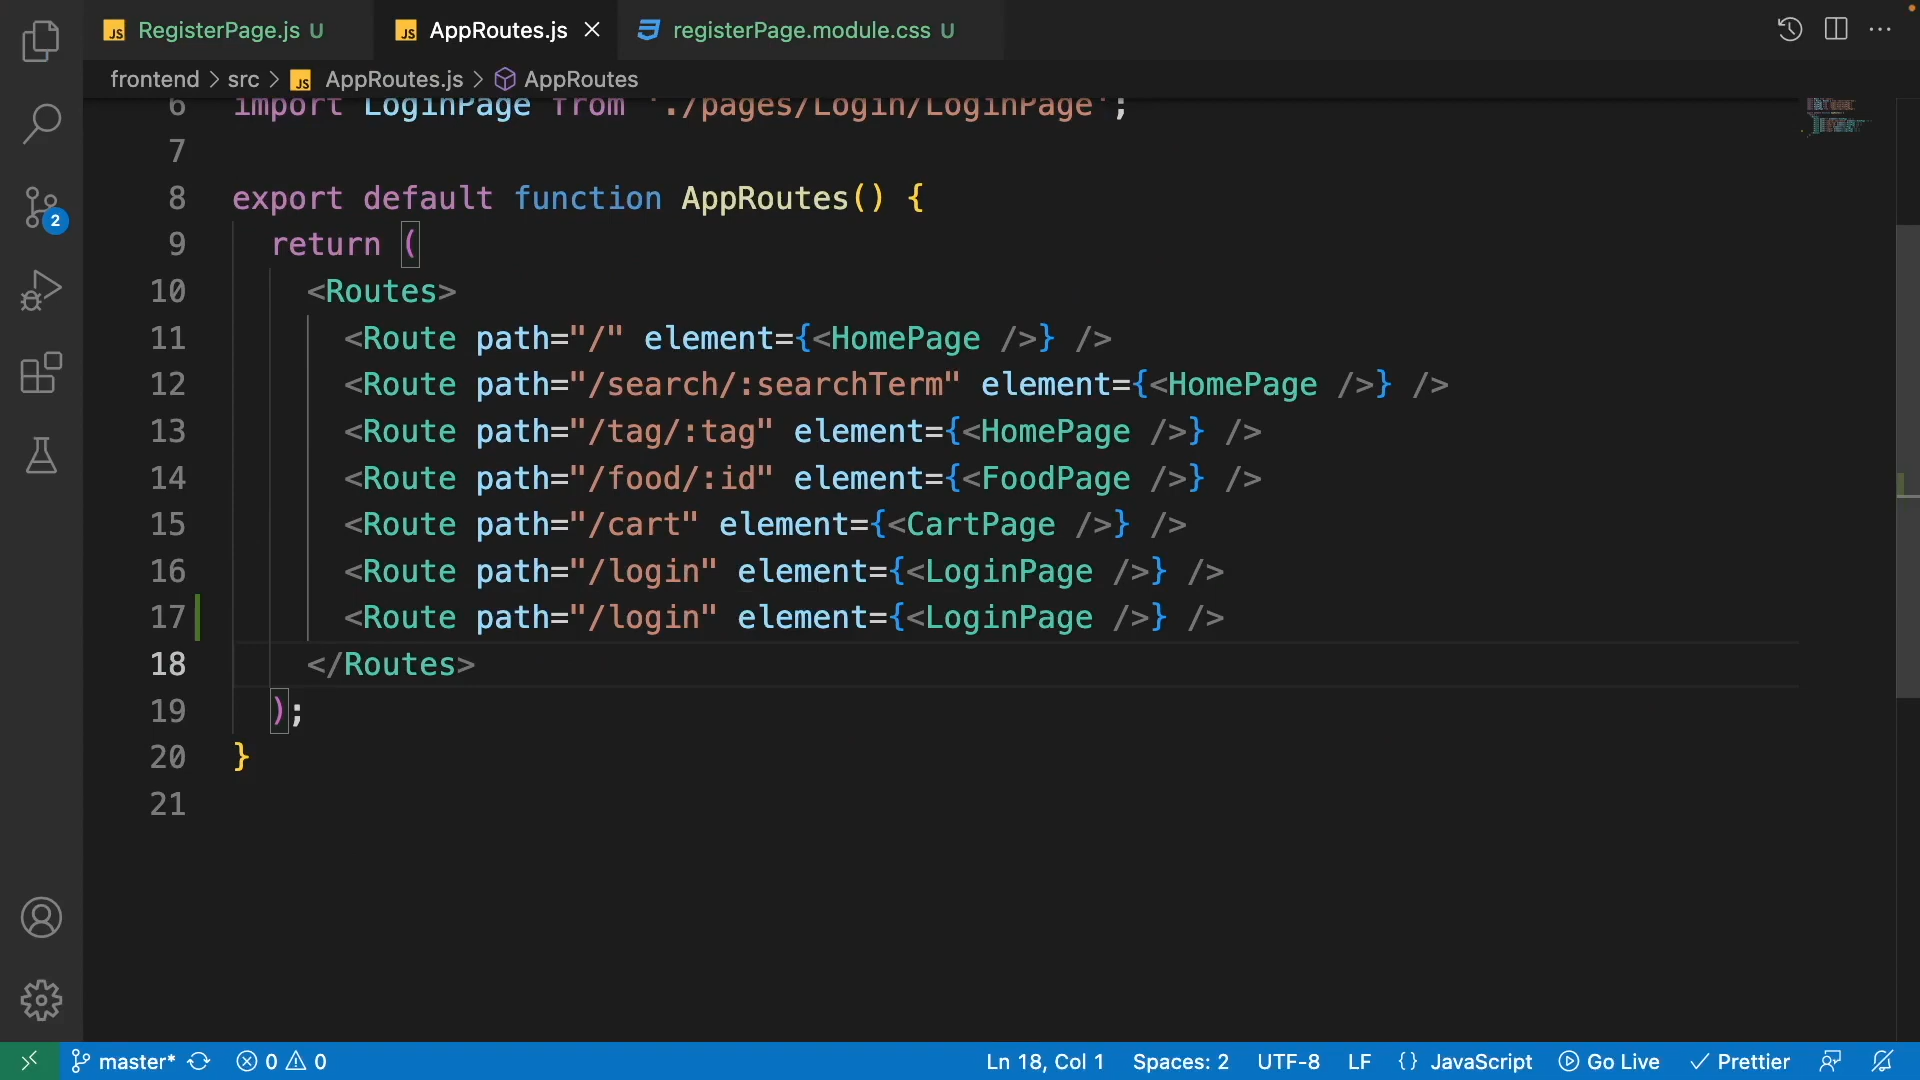 RegisterPage.js U
AppRoutes.js
registerPage.module.css U
frontend > src > AppRoutes.js > AppRoutes
6 import LoginPage from './pages/Login/LoginPage';
7
8 export default function AppRoutes() {
9 return (
10 <Routes>
11 <Route path="/" element={<HomePage />} />
12 <Route path="/search/:searchTerm" element={<HomePage />} />
13 <Route path="/tag/:tag" element={<HomePage />} />
14 <Route path="/food/:id" element={<FoodPage />} />
15 <Route path="/cart" element={<CartPage />} />
16 <Route path="/login" element={<LoginPage />} />
17 <Route path="/login" element={<LoginPage />} />
18 </Routes>
19 );
20 }
21
2
master* 0 0 Ln 18, Col 1 Spaces: 2 UTF-8 LF {} JavaScript Go Live Prettier